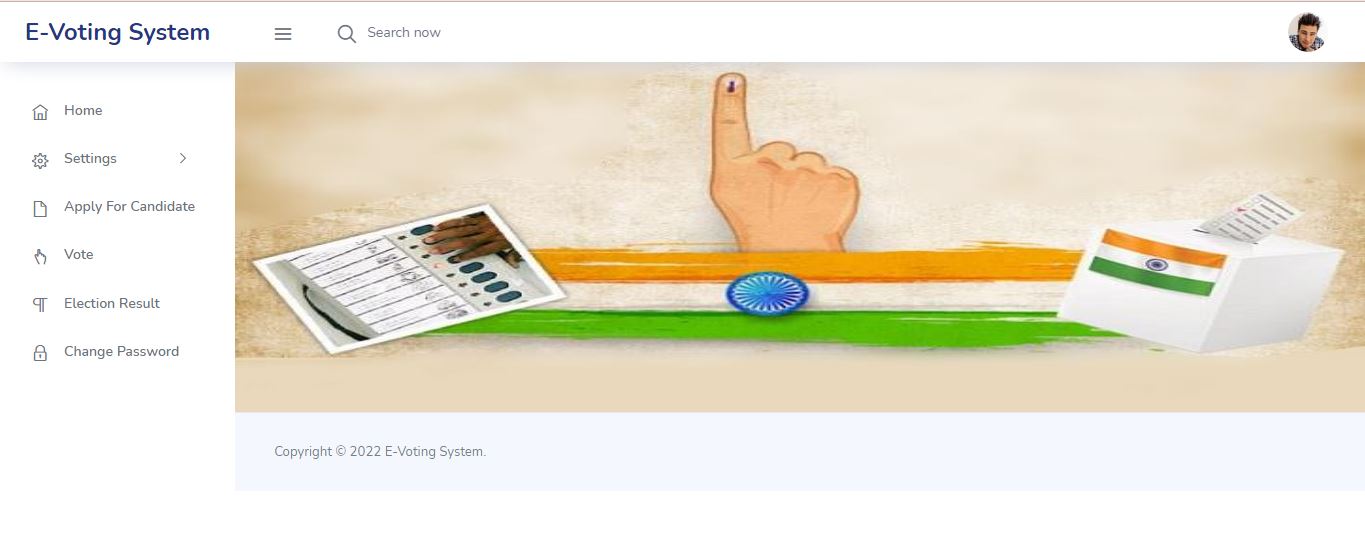 E-Voting System
Search now
Home
Settings
Apply For Candidate
Vote
Election Result
Change Password
Copyright © 2022 E-Voting System.